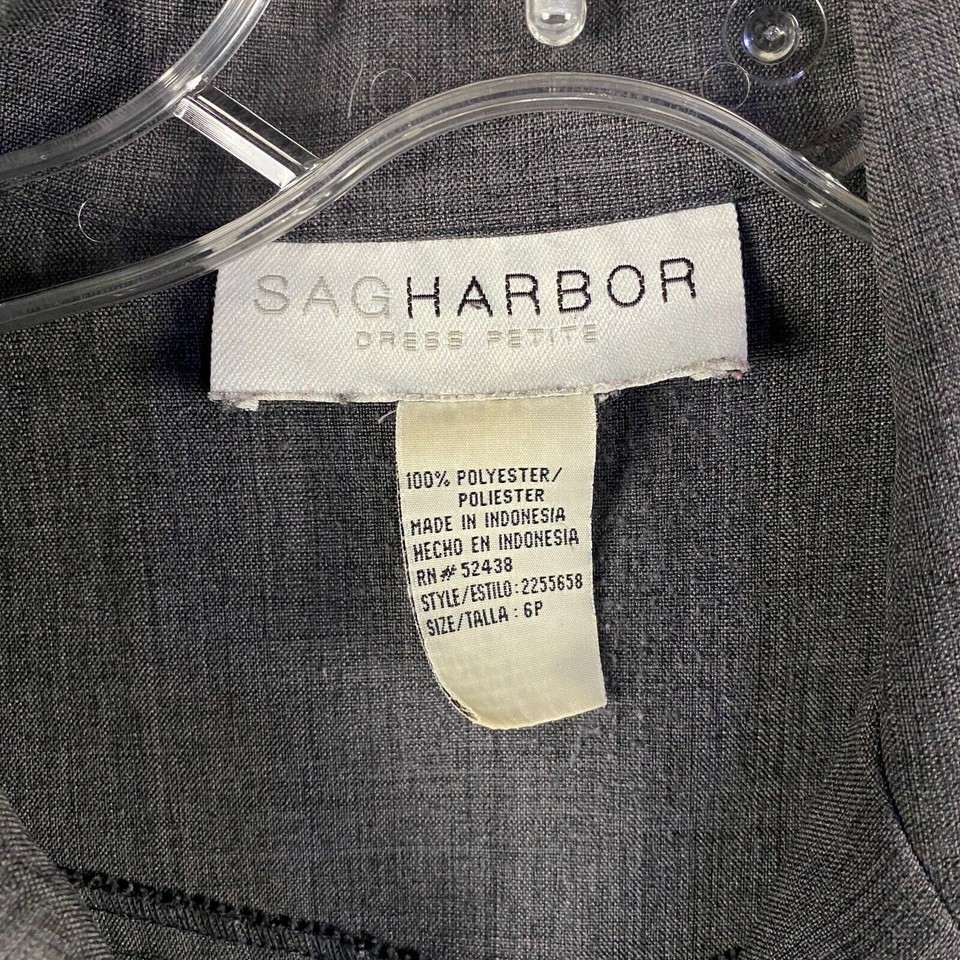 SAGHARBOR
DRESS PETITE
100% POLYESTER/
POLIESTER
MADE IN INDONESIA
HECHO EN INDONESIA
RN# 52438
STYLE/ESTILO:2255658
SIZE/TALLA : 6P